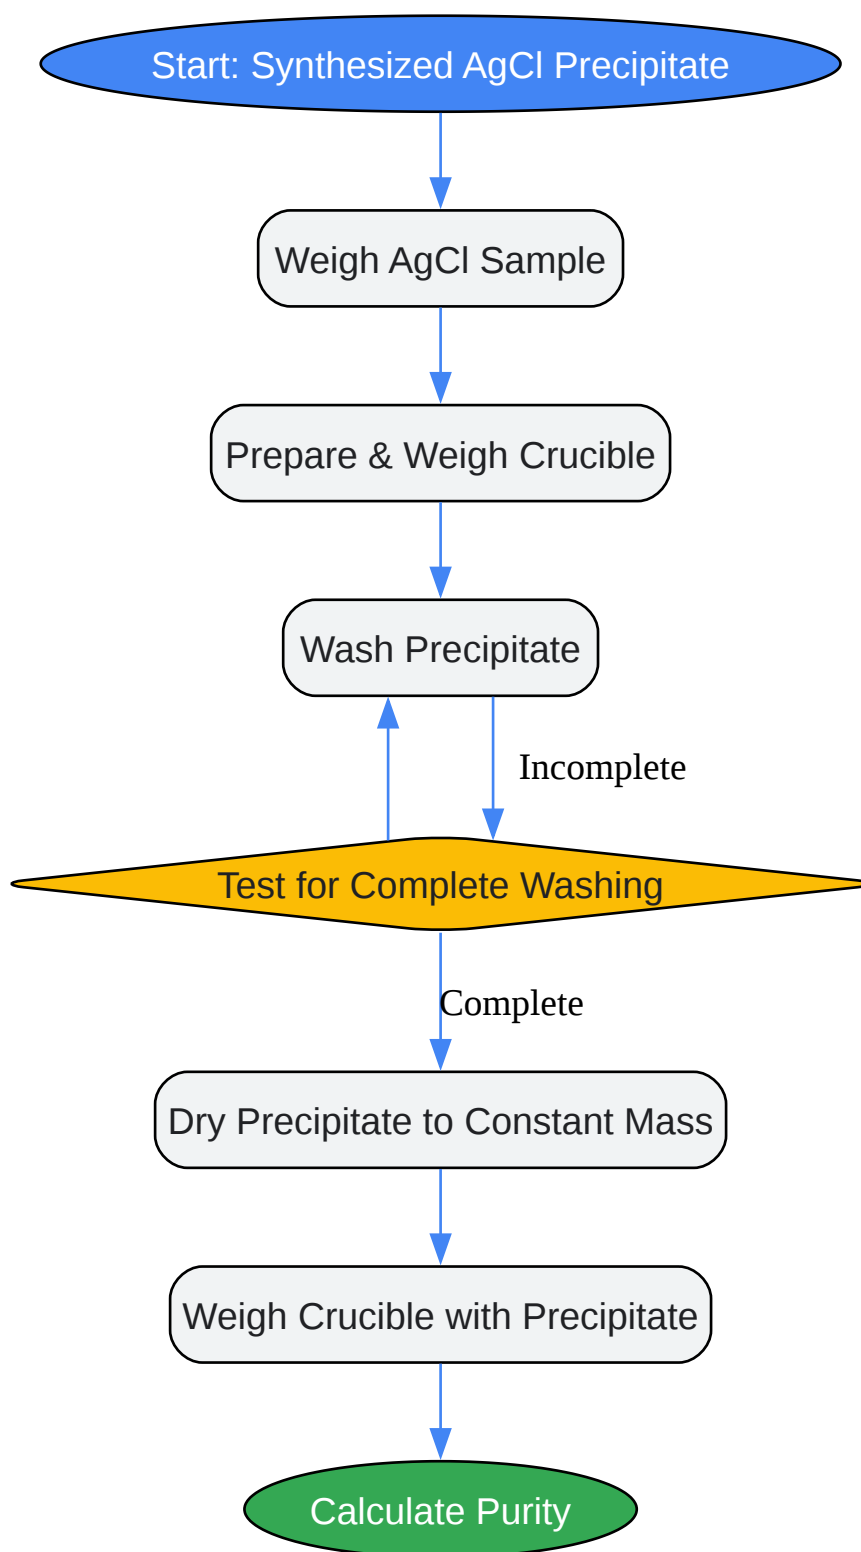 Start: Synthesized AgCl Precipitate
Weigh AgCl Sample
Prepare & Weigh Crucible
Wash Precipitate
Incomplete
Test for Complete Washing
Complete
Dry Precipitate to Constant Mass
Weigh Crucible with Precipitate
Calculate Purity